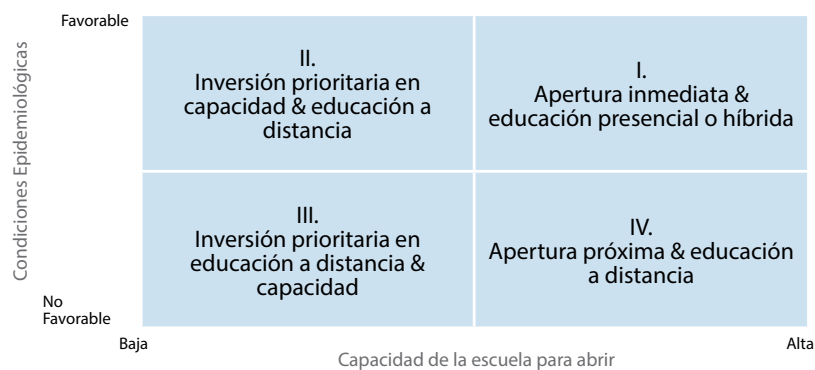 Favorable
Condiciones Epidemiológicas
II.
Inversión prioritaria en
capacidad & educación a
distancia
I.
Apertura inmediata &
educación presencial o híbrida
III.
Inversión prioritaria en
educación a distancia &
capacidad
IV.
Apertura próxima & educación
a distancia
No
Favorable
Baja
Alta
Capacidad de la escuela para abrir